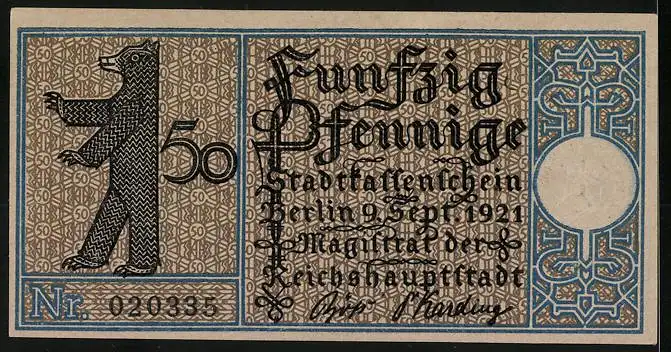 50
Fünfzig
Pfennige
Stadtkassenschein
Berlin 9. Sept. 1921
Magistrat der
Reichshauptstadt
Nr. 020335